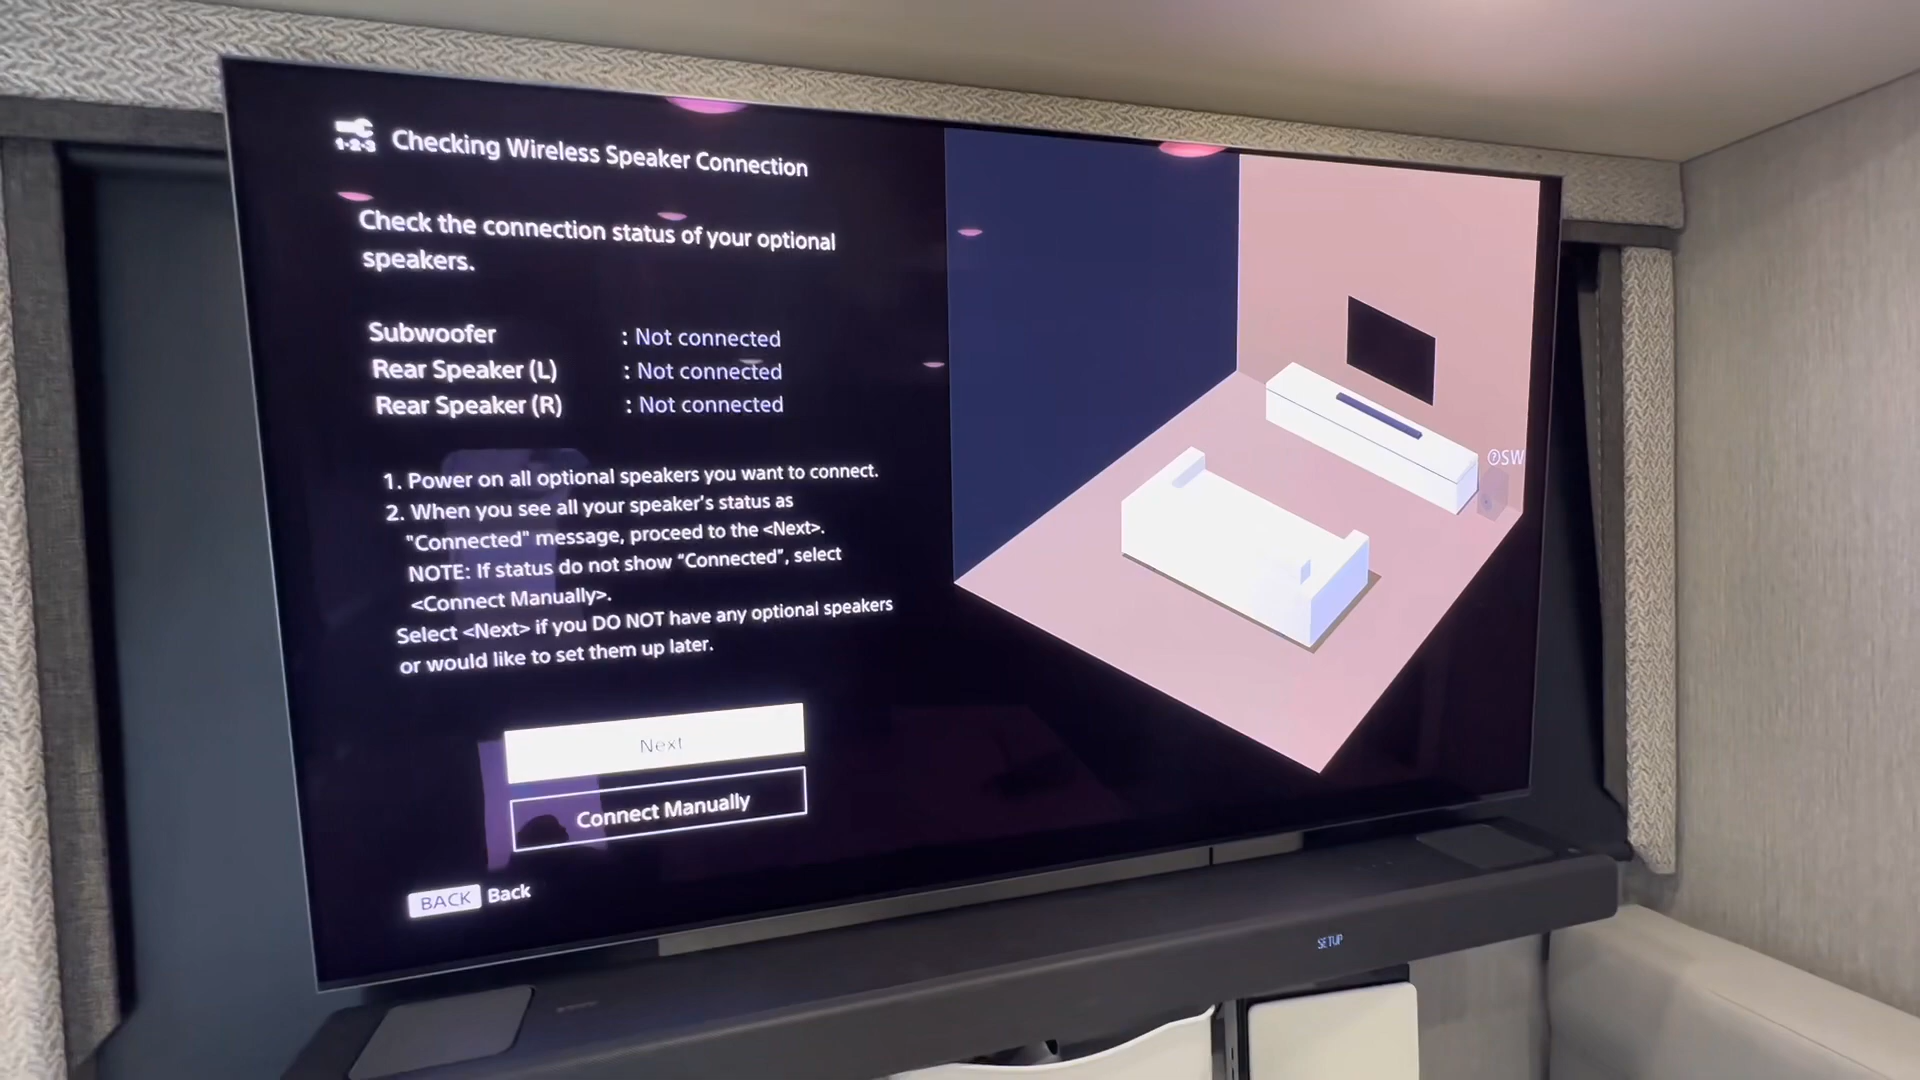 1-2-3 Checking Wireless Speaker Connection
Check the connection status of your optional
speakers.
Subwoofer : Not connected
Rear Speaker (L) : Not connected
Rear Speaker (R) : Not connected
1. Power on all optional speakers you want to connect.
2. When you see all your speaker's status as
"Connected" message, proceed to the <Next>.
NOTE: If status do not show "Connected", select
<Connect Manually>.
Select <Next> if you DO NOT have any optional speakers
or would like to set them up later.
Next
Connect Manually
BACK Back
?SW
SETUP